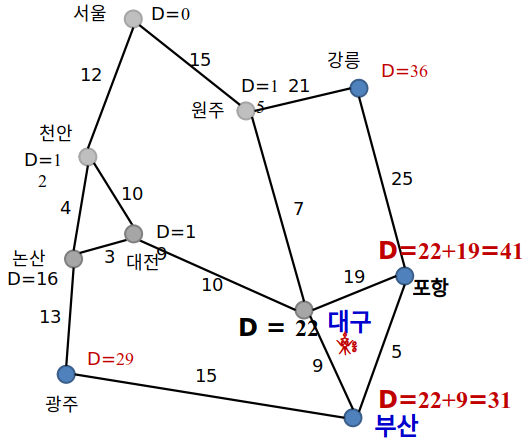 서울
D=0
12
15
강릉
D=36
D=1
5
21
원주
천안
D=1
2
25
10
4
7
D=1
9
논산
D=16
3
대전
D=22+19=41
19
포항
10
13
D = 22
대구
9
5
D=29
15
광주
D=22+9=31
부산